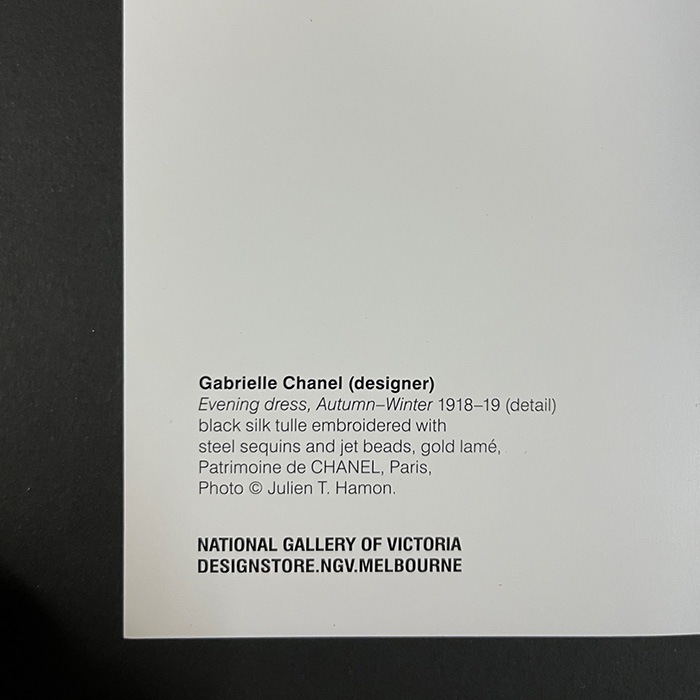 Gabrielle Chanel (designer)
Evening dress, Autumn–Winter 1918–19 (detail)
black silk tulle embroidered with
steel sequins and jet beads, gold lamé,
Patrimoine de CHANEL, Paris,
Photo © Julien T. Hamon.
NATIONAL GALLERY OF VICTORIA
DESIGNSTORE.NGV.MELBOURNE